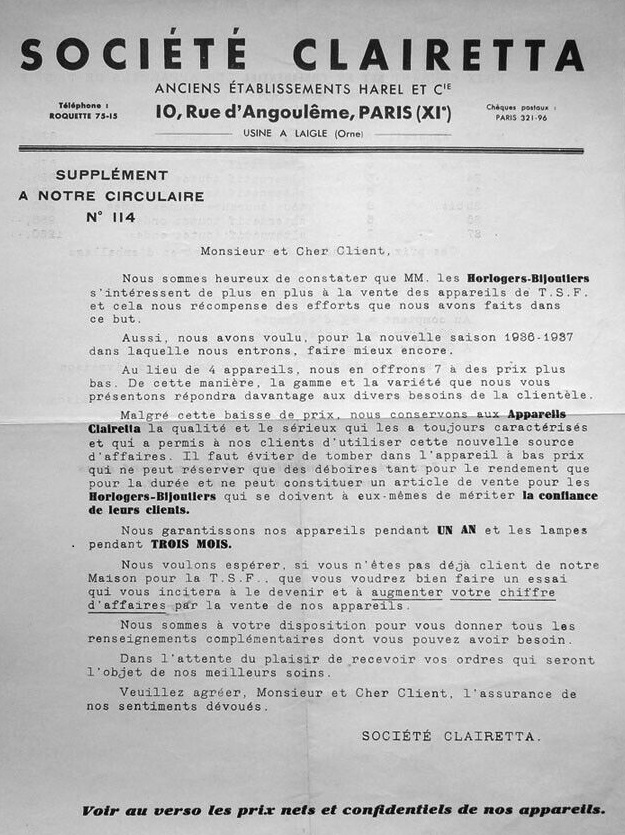 SOCIÉTÉ CLAIRETTA
ANCIENS ÉTABLISSEMENTS HAREL ET CIE
Téléphone :
ROQUETTE 75-15
10, Rue d'Angoulême, PARIS (XIe)
Chèques postaux :
PARIS 321-96
USINE A LAIGLE (Orne)
SUPPLÉMENT
A NOTRE CIRCULAIRE
N° 114
Monsieur et Cher Client,
Nous sommes heureux de constater que MM. les Horlogers-Bijoutiers
s'intéressent de plus en plus à la vente des appareils de T.S.F.
et cela nous récompense des efforts que nous avons faits dans
ce but.
Aussi, nous avons voulu, pour la nouvelle saison 1936-1937
dans laquelle nous entrons, faire mieux encore.
Au lieu de 4 appareils, nous en offrons 7 à des prix plus
bas. De cette manière, la gamme et la variété que nous vous
présentons répondra davantage aux divers besoins de la clientèle.
Malgré cette baisse de prix, nous conservons aux Appareils
Clairetta la qualité et le sérieux qui les a toujours caractérisés
et qui a permis à nos clients d'utiliser cette nouvelle source
d'affaires. Il faut éviter de tomber dans l'appareil à bas prix
qui ne peut réserver que des déboires tant pour le rendement que
pour la durée et ne peut constituer un article de vente pour les
Horlogers-Bijoutiers qui se doivent à eux-mêmes de mériter la confiance
de leurs clients.
Nous garantissons nos appareils pendant UN AN et les lampes
pendant TROIS MOIS.
Nous voulons espérer, si vous n'êtes pas déjà client de notre
Maison pour la T.S.F., que vous voudrez bien faire un essai
qui vous incitera à le devenir et à augmenter votre chiffre
d'affaires par la vente de nos appareils.
Nous sommes à votre disposition pour vous donner tous les
renseignements complémentaires dont vous pouvez avoir besoin.
Dans l'attente du plaisir de recevoir vos ordres qui seront
l'objet de nos meilleurs soins.
Veuillez agréer, Monsieur et Cher Client, l'assurance de
nos sentiments dévoués.
SOCIÉTÉ CLAIRETTA.
Voir au verso les prix nets et confidentiels de nos appareils.